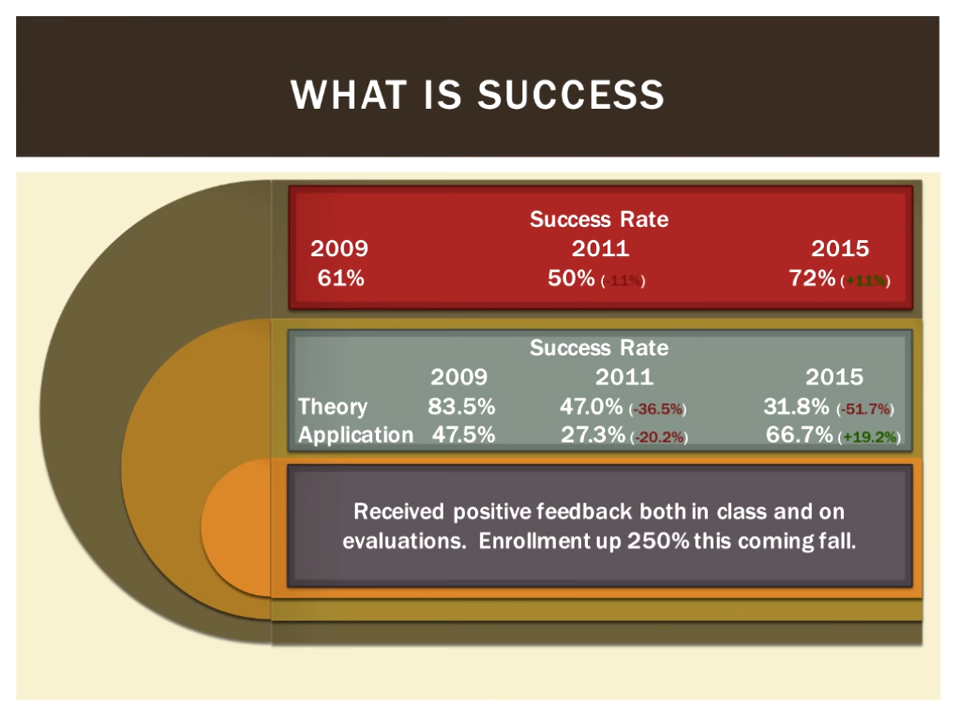 WHAT IS SUCCESS
Success Rate
2009 2011 2015
61% 50% (-11%) 72% (+11%)
Success Rate
2009 2011 2015
Theory 83.5% 47.0% (-36.5%) 31.8% (-51.7%)
Application 47.5% 27.3% (-20.2%) 66.7% (+19.2%)
Received positive feedback both in class and on
evaluations. Enrollment up 250% this coming fall.